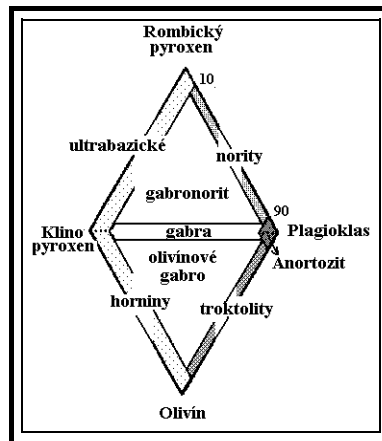 Rombický
pyroxen
10
ultrabazické
nority
gabronorit
90
Klino
pyroxen
gabra
Plagioklas
olivínové
gabro
Anortozit
horniny
troktolity
Olivín